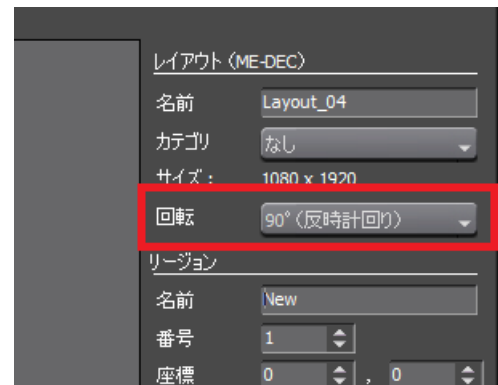 レイアウト (ME-DEC)
名前 Layout_04
カテゴリ なし
サイズ： 1080 x 1920
回転 90°(反時計回り)
リージョン
名前 New
番号 1
座標 0 , 0